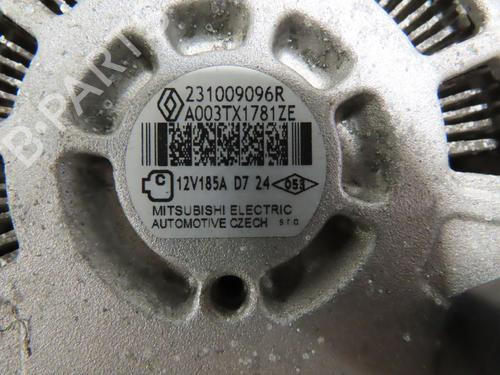 231009096R
A003TX1781ZE
C 12V185A D7 24 053
MITSUBISHI ELECTRIC
AUTOMOTIVE CZECH s.r.o
B-PARTS